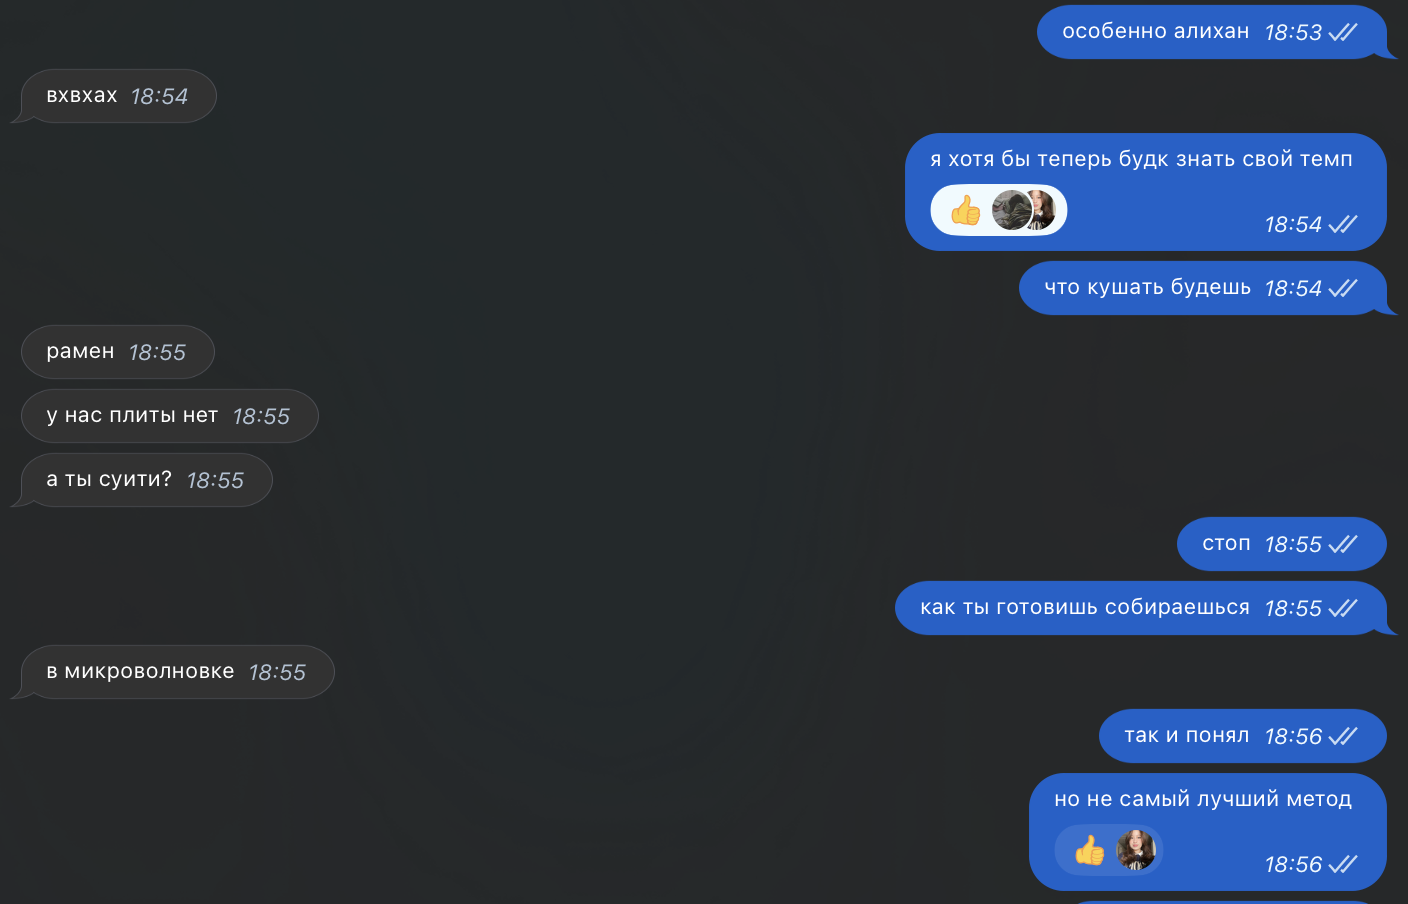 особенно алихан 18:53
вхвхах 18:54
я хотя бы теперь будк знать свой темп
18:54
что кушать будешь 18:54
рамен 18:55
у нас плиты нет 18:55
а ты суити? 18:55
стоп 18:55
как ты готовишь собираешься 18:55
в микроволновке 18:55
так и понял 18:56
но не самый лучший метод
18:56